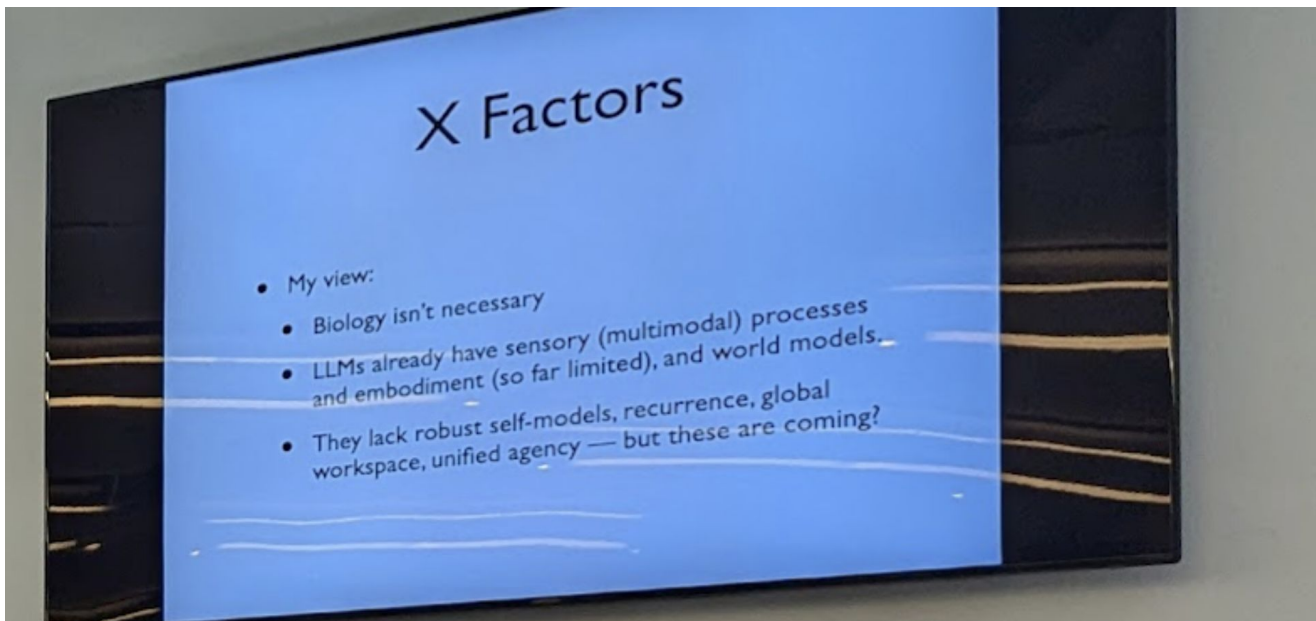 X Factors
• My view:
• Biology isn't necessary
• LLMs already have sensory (multimodal) processes
and embodiment (so far limited), and world models.
• They lack robust self-models, recurrence, global
workspace, unified agency — but these are coming?